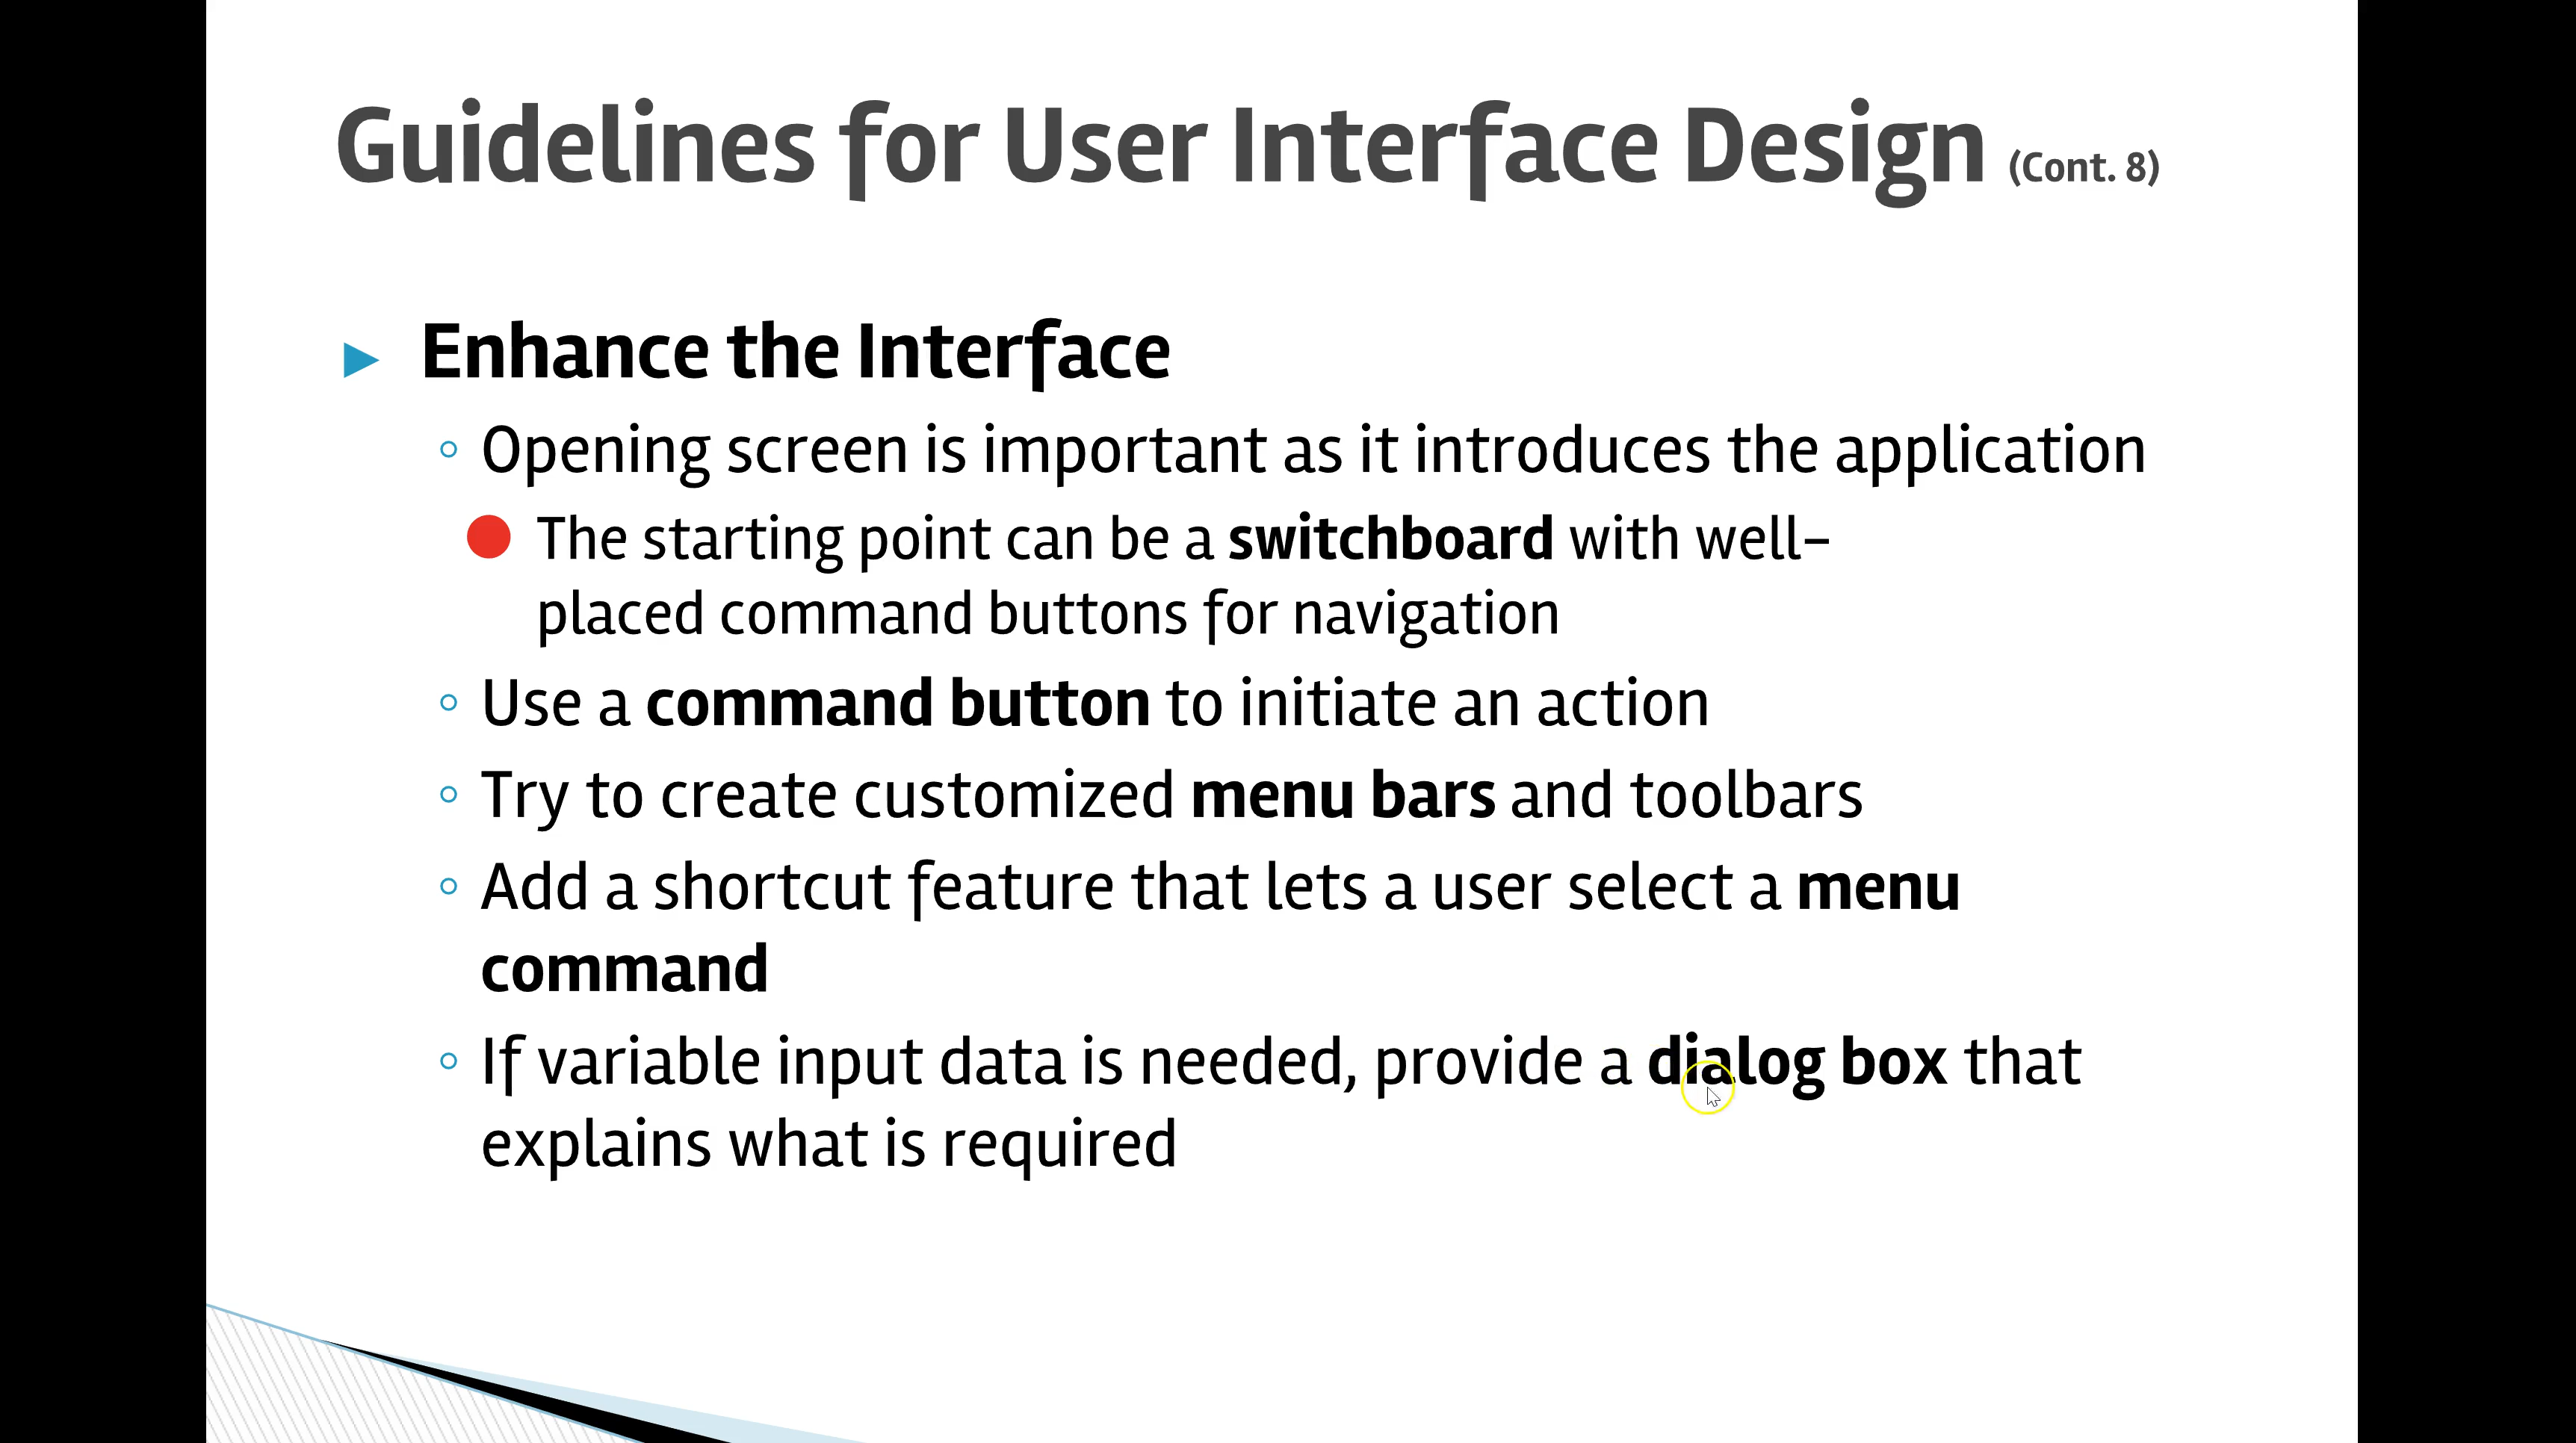 Guidelines for User Interface Design (Cont. 8)
Enhance the Interface
Opening screen is important as it introduces the application
The starting point can be a switchboard with well-
placed command buttons for navigation
Use a command button to initiate an action
Try to create customized menu bars and toolbars
Add a shortcut feature that lets a user select a menu
command
If variable input data is needed, provide a dialog box that
explains what is required